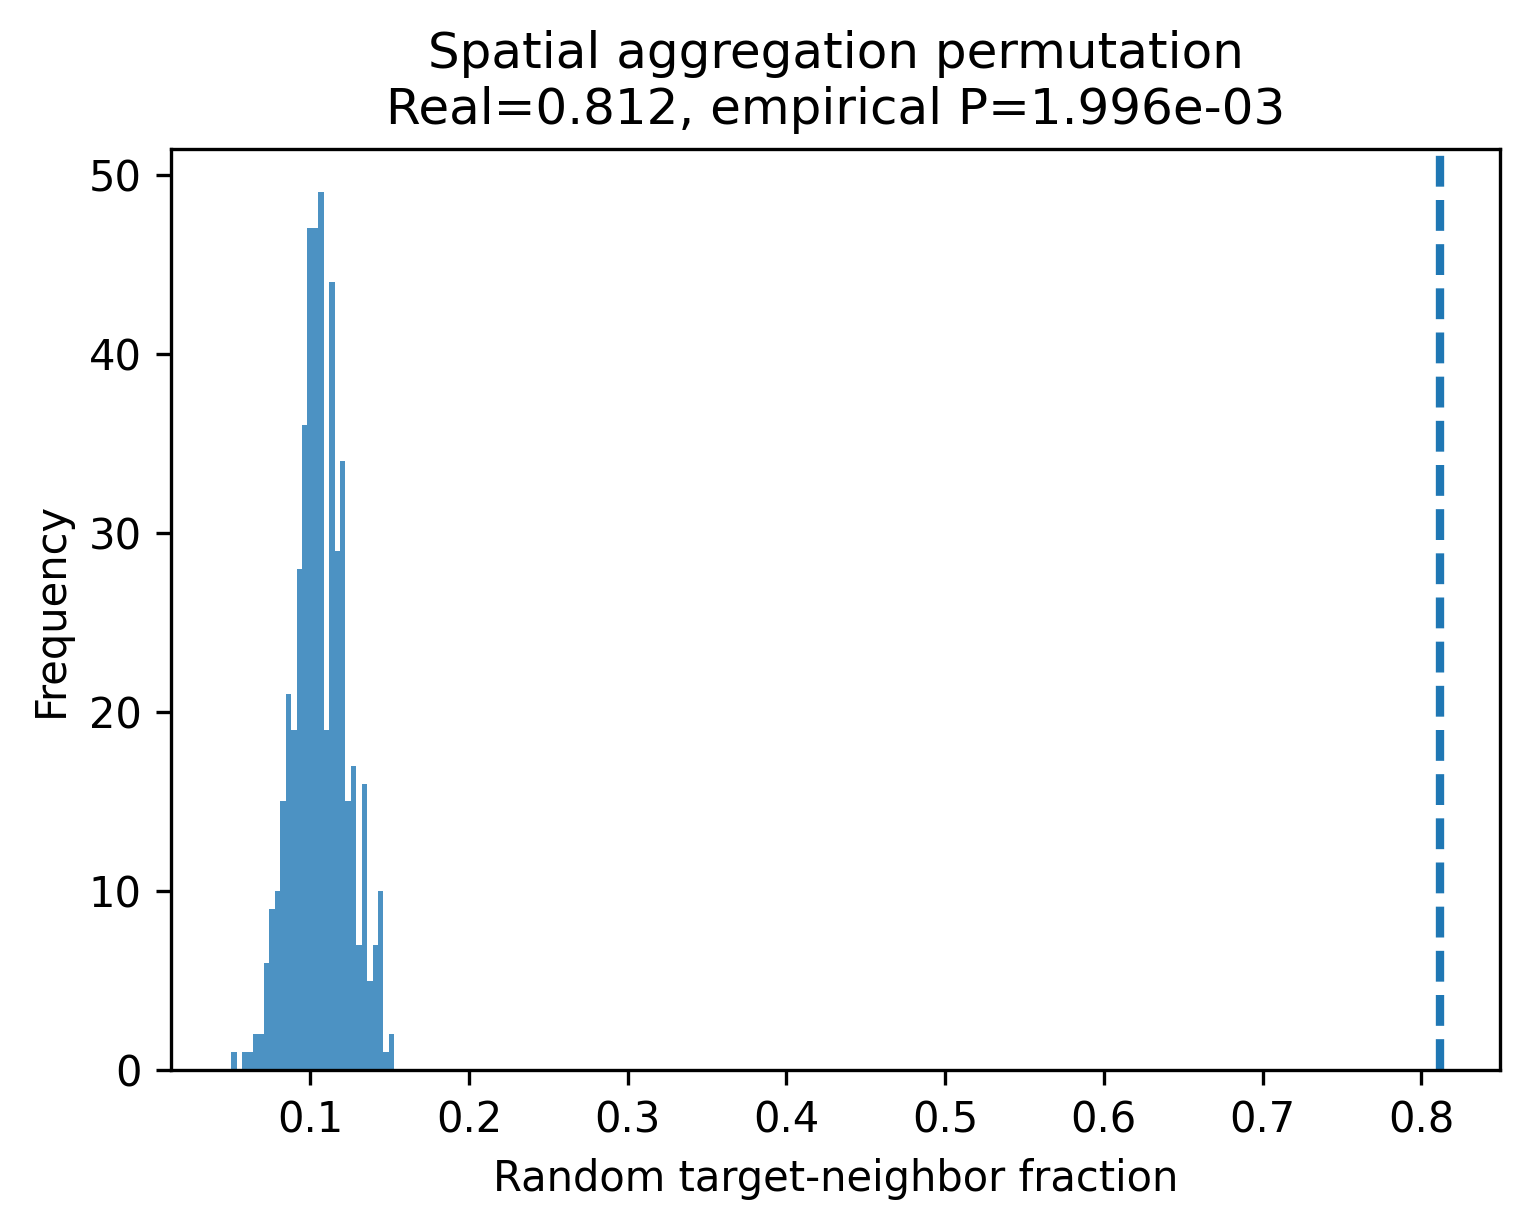 Spatial aggregation permutation
Real=0.812, empirical P=1.996e-03
50
40
30
20
10
0
Frequency
0.1 0.2 0.3 0.4 0.5 0.6 0.7 0.8
Random target-neighbor fraction